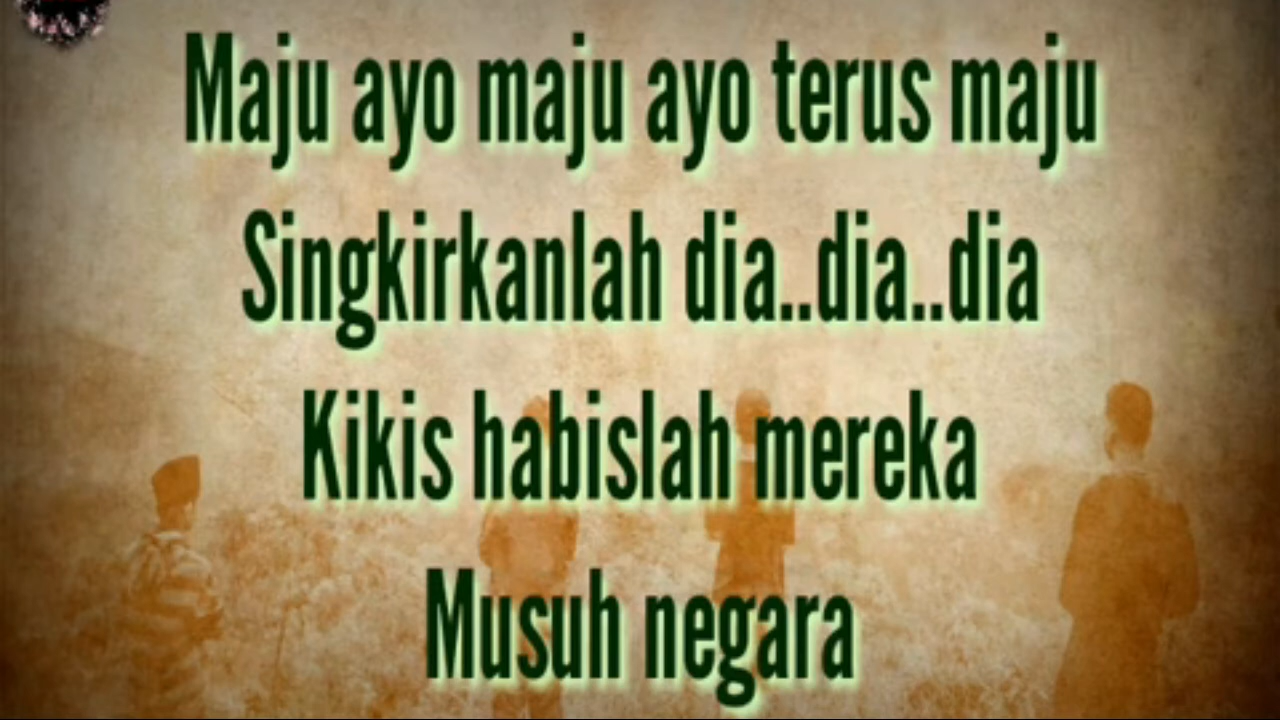 Maju ayo maju ayo terus maju
Singkirkanlah dia..dia..dia
Kikis habislah mereka
Musuh negara